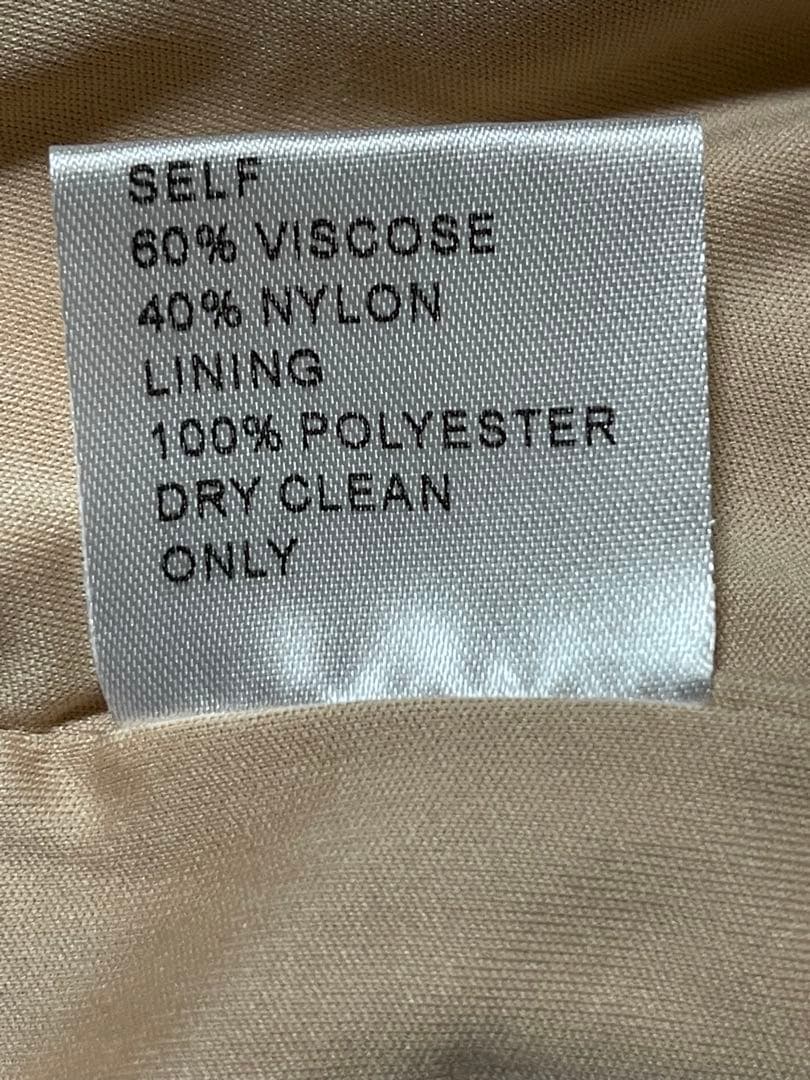 SELF
60% VISCOSE
40% NYLON
LINING
100% POLYESTER
DRY CLEAN
ONLY